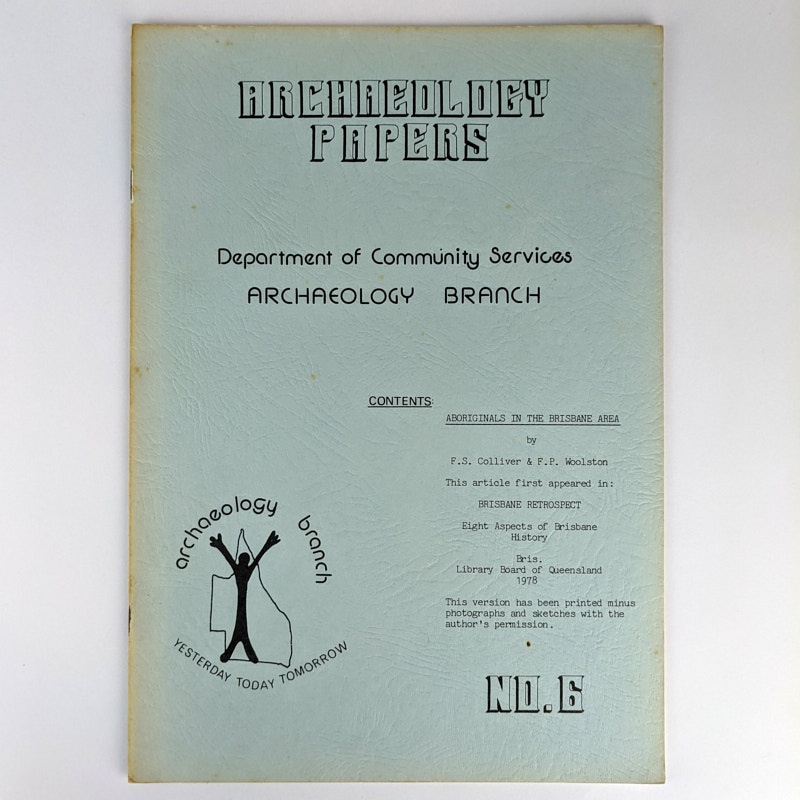 ARCHAEOLOGY
PAPERS
Department of Community Services
ARCHAEOLOGY BRANCH
CONTENTS:
ABORIGINALS IN THE BRISBANE AREA
by
F.S. Colliver & F.P. Woolston
This article first appeared in:
BRISBANE RETROSPECT
Eight Aspects of Brisbane
History
Bris.
Library Board of Queensland
1978
This version has been printed minus
photographs and sketches with the
author's permission.
archaeology branch
YESTERDAY TODAY TOMORROW
NO.6